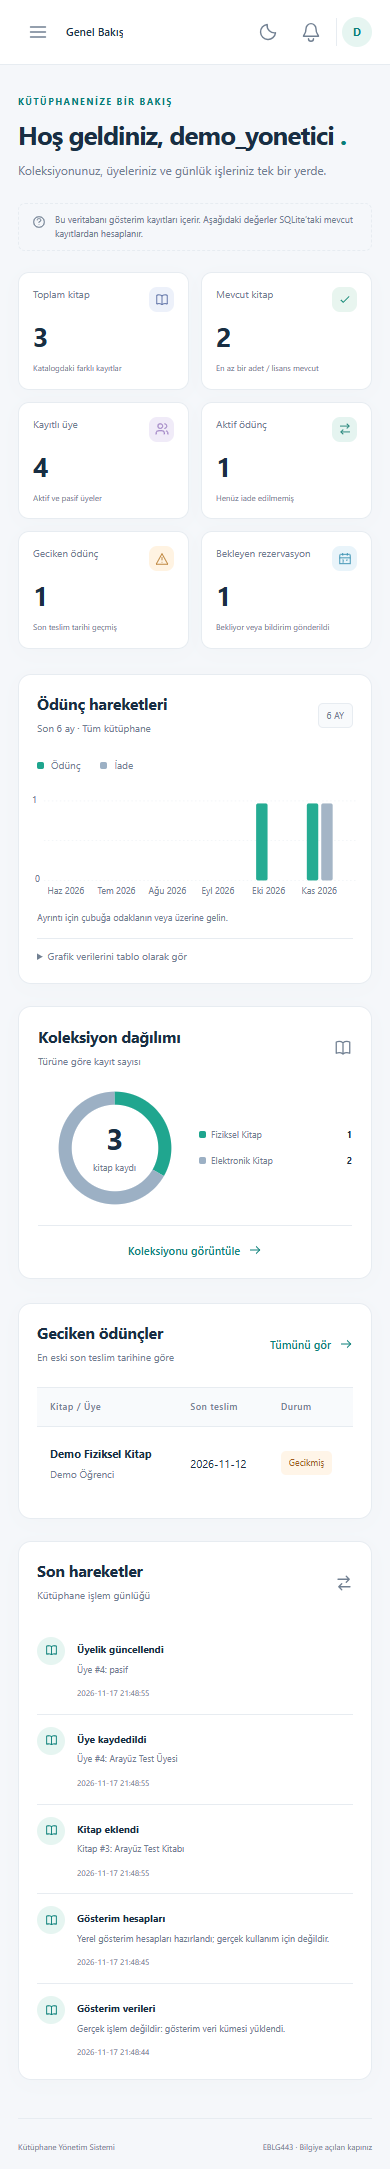 Genel Bakış
D
KÜTÜPHANENİZE BİR BAKIŞ
Hoş geldiniz, demo_yonetici .
Koleksiyonunuz, üyeleriniz ve günlük işleriniz tek bir yerde.
Bu veritabanı gösterim kayıtları içerir. Aşağıdaki değerler SQLite'taki mevcut
kayıtlardan hesaplanır.
Toplam kitap
3
Katalogdaki farklı kayıtlar
Mevcut kitap
2
En az bir adet / lisans mevcut
Kayıtlı üye
4
Aktif ve pasif üyeler
Aktif ödünç
1
Henüz iade edilmemiş
Geciken ödünç
1
Son teslim tarihi geçmiş
Bekleyen rezervasyon
1
Bekliyor veya bildirim gönderildi
Ödünç hareketleri
Son 6 ay · Tüm kütüphane
6 AY
Ödünç İade
1
0
Haz 2026 Tem 2026 Ağu 2026 Eyl 2026 Eki 2026 Kas 2026
Ayrıntı için çubuğa odaklanın veya üzerine gelin.
Grafik verilerini tablo olarak gör
Koleksiyon dağılımı
Türüne göre kayıt sayısı
3
kitap kaydı
Fiziksel Kitap 1
Elektronik Kitap 2
Koleksiyonu görüntüle →
Geciken ödünçler
En eski son teslim tarihine göre
Tümünü gör →
Kitap / Üye Son teslim Durum
Demo Fiziksel Kitap
Demo Öğrenci
2026-11-12
Gecikmiş
Son hareketler
Kütüphane işlem günlüğü
Üyelik güncellendi
Üye #4: pasif
2026-11-17 21:48:55
Üye kaydedildi
Üye #4: Arayüz Test Üyesi
2026-11-17 21:48:55
Kitap eklendi
Kitap #3: Arayüz Test Kitabı
2026-11-17 21:48:55
Gösterim hesapları
Yerel gösterim hesapları hazırlandı; gerçek kullanım için değildir.
2026-11-17 21:48:45
Gösterim verileri
Gerçek işlem değildir: gösterim veri kümesi yüklendi.
2026-11-17 21:48:44
Kütüphane Yönetim Sistemi
EBLG443 · Bilgiye açılan kapınız